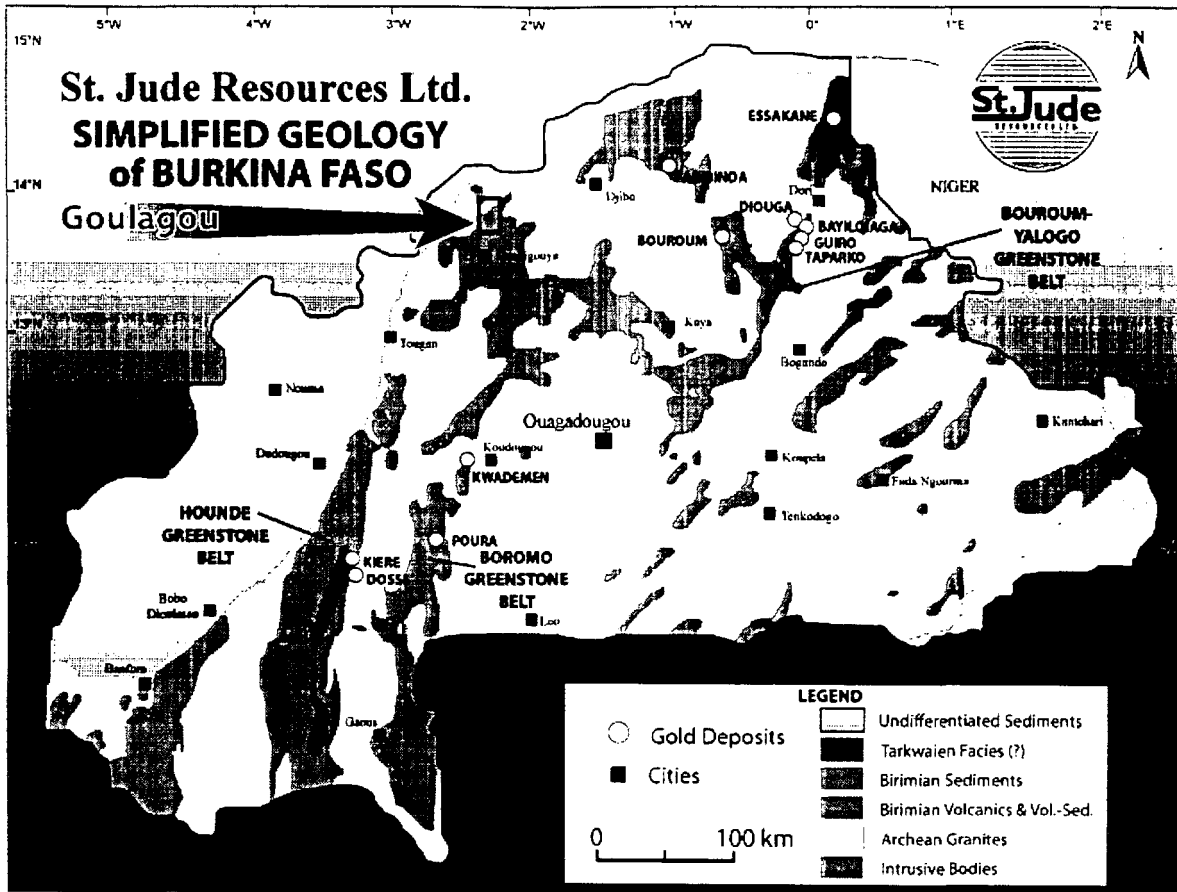 5°W
4°W
3°W
2°W
1°W
0°
1°E
2°E
15°N
N
St. Jude Resources Ltd.
SIMPLIFIED GEOLOGY
of BURKINA FASO
St. Jude
RESOURCES LTD.
ESSAKANE
14°N
Goulagou
Djibo
Dori
NIGER
DIOUGA
BOUROUM
GUIRO
TAPARKO
BOUROUM-
YALOGO
GREENSTONE
BELT
13°N
Tougan
Kaya
Bogande
Nouna
Ouagadougou
Kantchari
Dedougou
Koudougou
KWADEMEN
Koupela
Fada Ngourma
Tenkodogo
HOUNDE
GREENSTONE
BELT
POURA
KIERE
BOROMO
GREENSTONE
BELT
Bobo
Dioulasso
Leo
Banfora
Gaoua
LEGEND
Gold Deposits
Cities
0
100 km
Undifferentiated Sediments
Tarkwaien Facies (?)
Birimian Sediments
Birimian Volcanics & Vol.-Sed.
Archean Granites
Intrusive Bodies